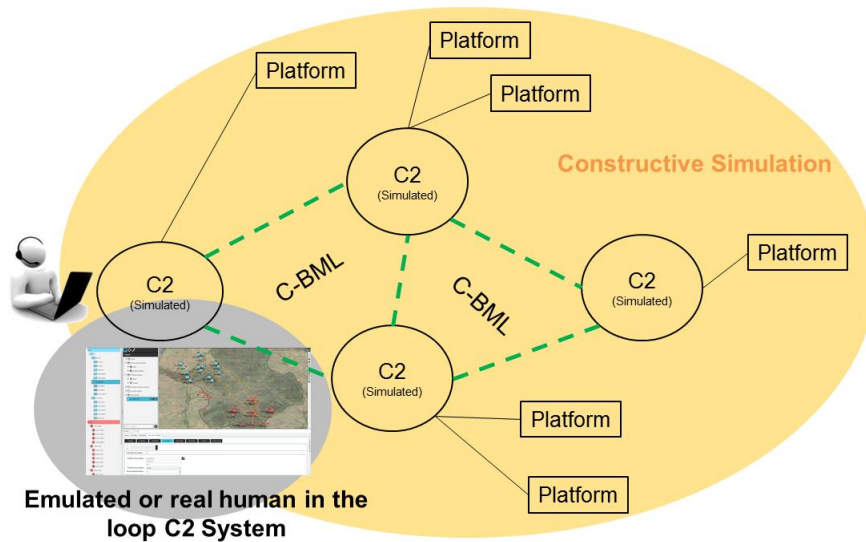 Platform
Platform
Platform
C2
(Simulated)
Constructive Simulation
C-BML
C2
(Simulated)
Platform
C-BML
C2
(Simulated)
C2
(Simulated)
Platform
Platform
Emulated or real human in the
loop C2 System